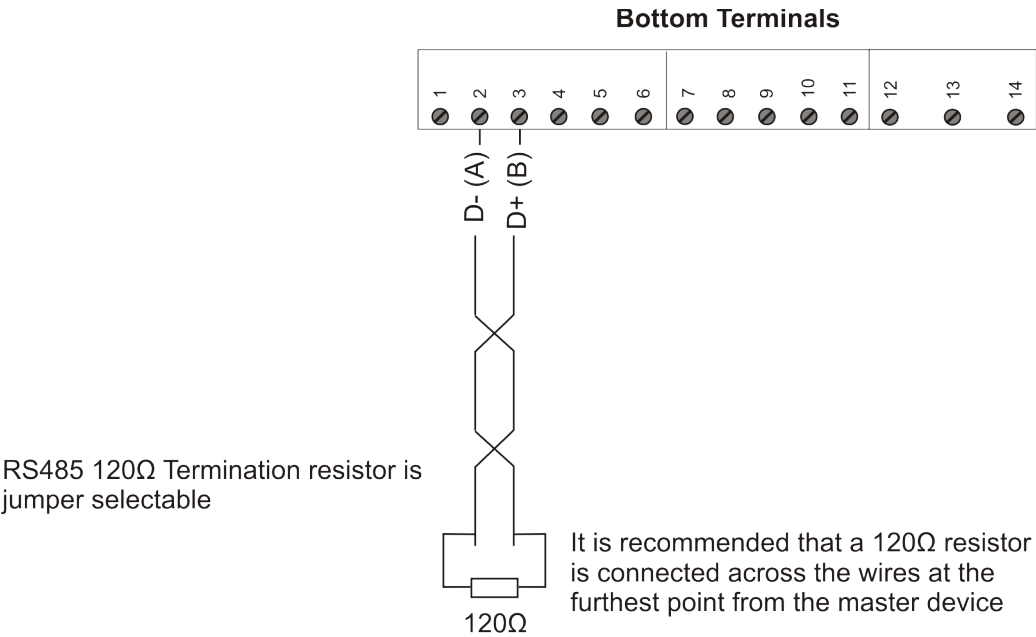 Bottom Terminals
1 2 3 4 5 6 7 8 9 10 11 12 13 14
D- (A)
D+ (B)
RS485 120Ω Termination resistor is
jumper selectable
It is recommended that a 120Ω resistor
is connected across the wires at the
furthest point from the master device
120Ω